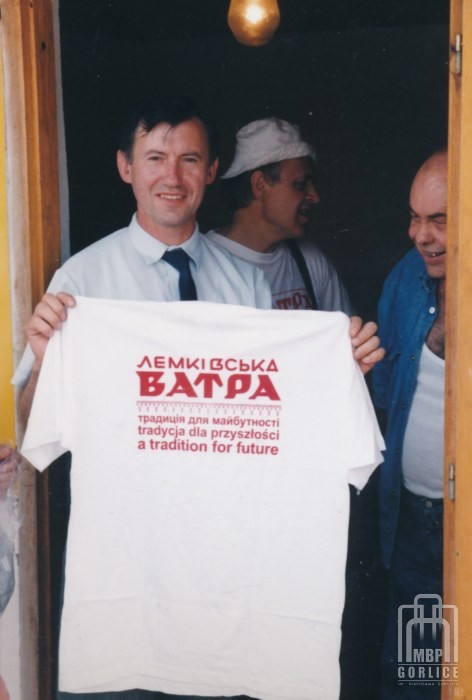 ЛЕМКІВСЬКА
ВАТРА
традиція для майбутності
tradycja dla przyszłości
a tradition for future
MBP
GORLICE